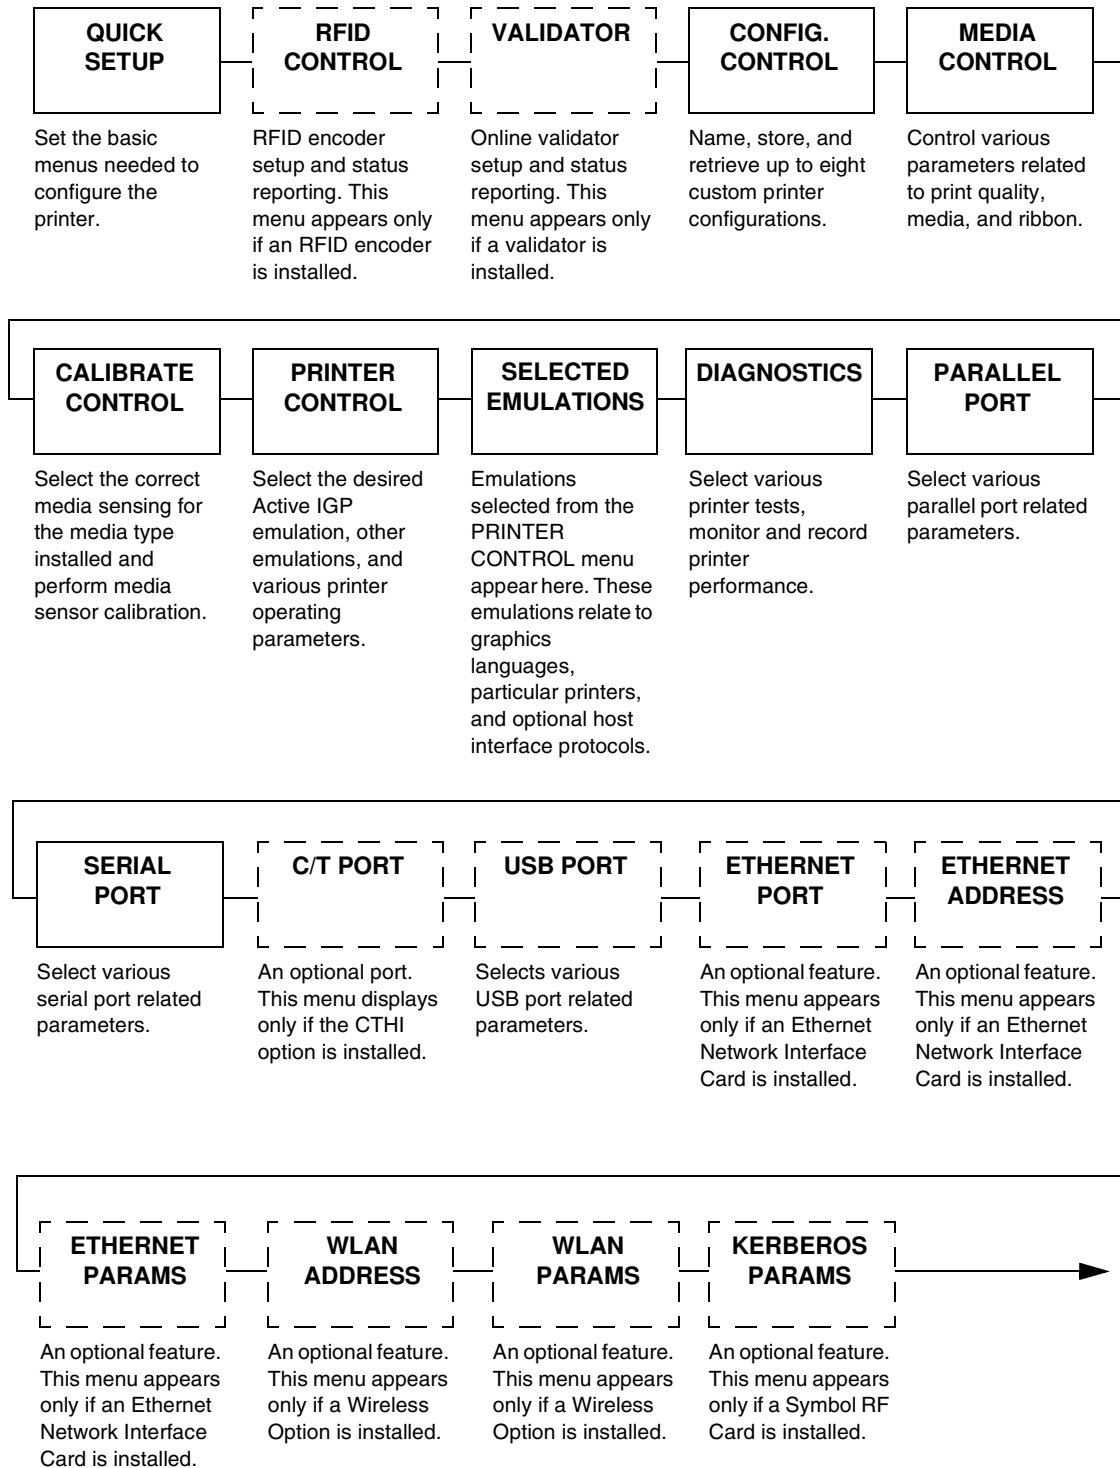 QUICK
SETUP
Set the basic
menus needed to
configure the
printer.
RFID
CONTROL
RFID encoder
setup and status
reporting. This
menu appears only
if an RFID encoder
is installed.
VALIDATOR
Online validator
setup and status
reporting. This
menu appears only
if a validator is
installed.
CONFIG.
CONTROL
Name, store, and
retrieve up to eight
custom printer
configurations.
MEDIA
CONTROL
Control various
parameters related
to print quality,
media, and ribbon.
CALIBRATE
CONTROL
Select the correct
media sensing for
the media type
installed and
perform media
sensor calibration.
PRINTER
CONTROL
Select the desired
Active IGP
emulation, other
emulations, and
various printer
operating
parameters.
SELECTED
EMULATIONS
Emulations
selected from the
PRINTER
CONTROL menu
appear here. These
emulations relate to
graphics
languages,
particular printers,
and optional host
interface protocols.
DIAGNOSTICS
Select various
printer tests,
monitor and record
printer
performance.
PARALLEL
PORT
Select various
parallel port related
parameters.
SERIAL
PORT
Select various
serial port related
parameters.
C/T PORT
An optional port.
This menu displays
only if the CTHI
option is installed.
USB PORT
Selects various
USB port related
parameters.
ETHERNET
PORT
An optional feature.
This menu appears
only if an Ethernet
Network Interface
Card is installed.
ETHERNET
ADDRESS
An optional feature.
This menu appears
only if an Ethernet
Network Interface
Card is installed.
ETHERNET
PARAMS
An optional feature.
This menu appears
only if an Ethernet
Network Interface
Card is installed.
WLAN
ADDRESS
An optional feature.
This menu appears
only if a Wireless
Option is installed.
WLAN
PARAMS
An optional feature.
This menu appears
only if a Wireless
Option is installed.
KERBEROS
PARAMS
An optional feature.
This menu appears
only if a Symbol RF
Card is installed.